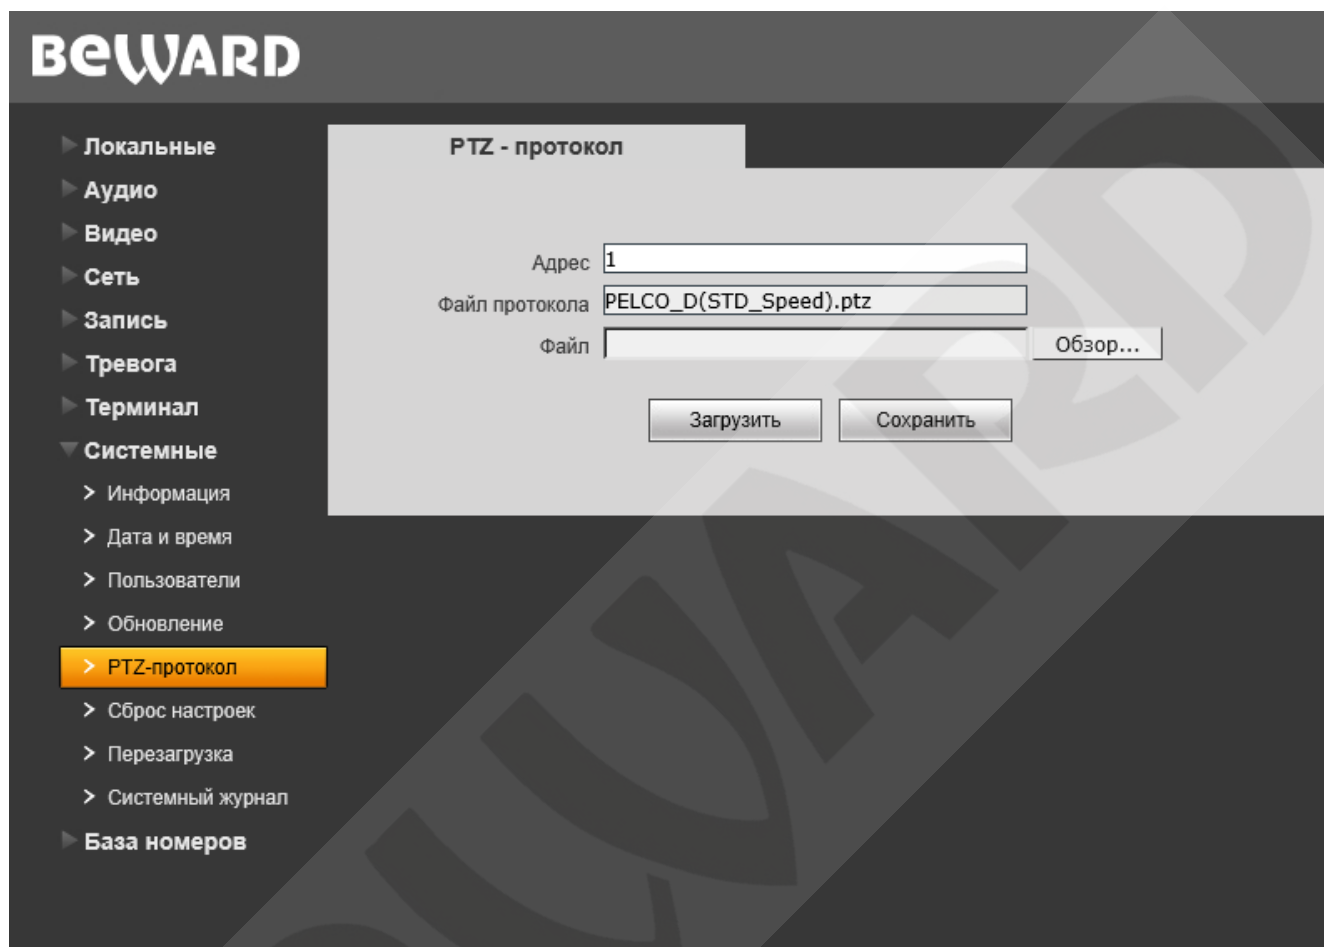 BEWARD
Локальные
Аудио
Видео
Сеть
Запись
Тревога
Терминал
Системные
Информация
Дата и время
Пользователи
Обновление
PTZ-протокол
Сброс настроек
Перезагрузка
Системный журнал
База номеров
PTZ - протокол
Адрес 1
Файл протокола PELCO_D(STD_Speed).ptz
Файл Обзор...
Загрузить Сохранить
BEWARD